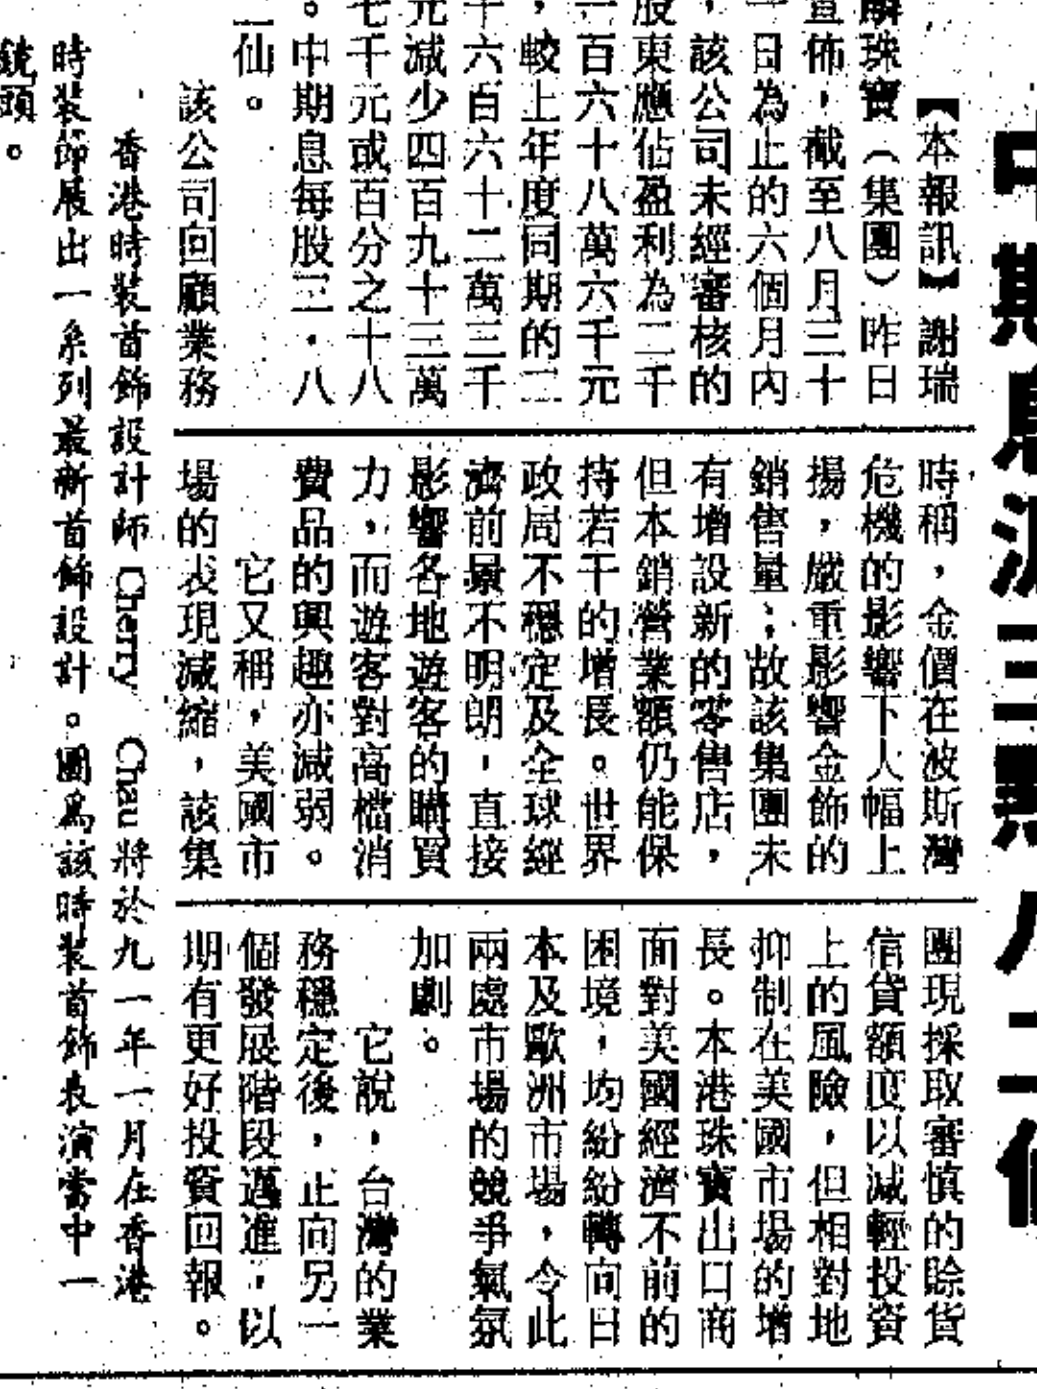 中期息派三點八二仙
【本報訊】謝瑞
麟珠寶（集團）昨日
宣佈，截至八月三十
一日為止的六個月內
，該公司未經審核的
股東應佔盈利為二千
一百六十八萬六千元
，較上年度同期的二
千六百六十二萬三千
元減少四百九十三萬
七千元或百分之十八
。中期息每股三．八
二仙。
該公司回顧業務
時稱，金價在波斯灣
危機的影響下大幅上
揚，嚴重影響金飾的
銷售量；故該集團未
有增設新的零售店，
但本銷營業額仍能保
持若干的增長。世界
政局不穩定及全球經
濟前景不明朗，直接
影響各地遊客的購買
力，而遊客對高檔消
費品的興趣亦減弱。
它又稱，美國市
場的表現減縮，該集
團現採取審慎的賒貨
信貸額度以減輕投資
上的風險，但相對地
抑制在美國市場的增
長。本港珠寶出口商
面對美國經濟不前的
困境，均紛紛轉向日
本及歐洲市場，令此
兩處市場的競爭氣氛
加劇。
它說，台灣的業
務穩定後，止向另一
個發展階段邁進，以
期有更好投資回報。
香港時裝首飾設計師 Cherry Chau 將於九一年一月在香港
時裝節展出一系列最新首飾設計。圖爲該時裝首飾表演當中一
鏡頭。